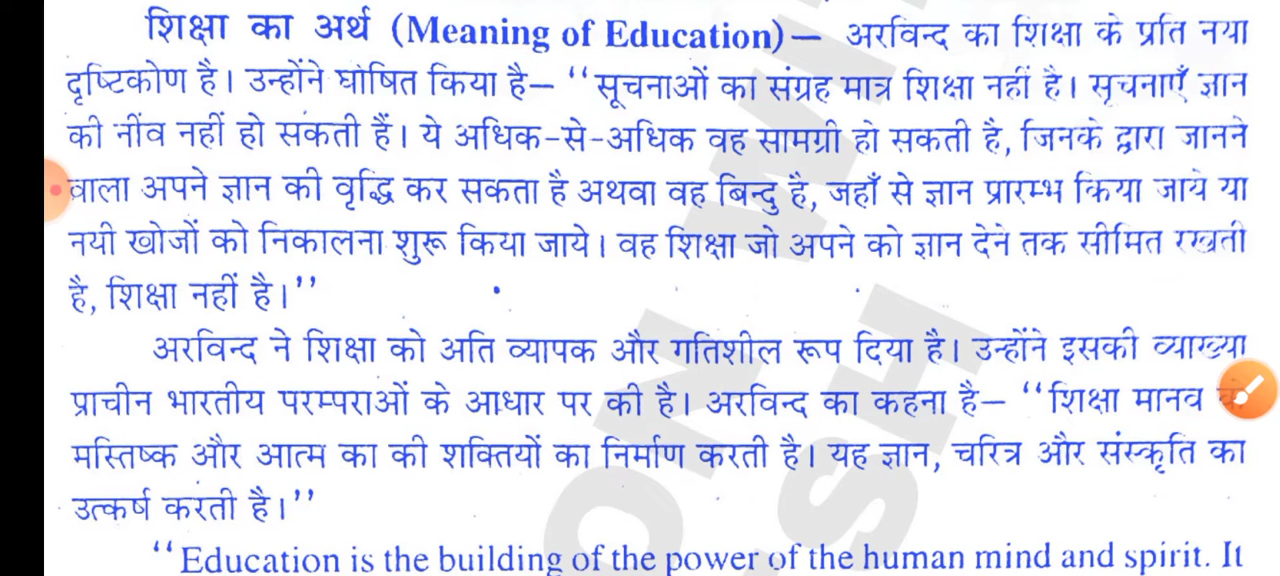 शिक्षा का अर्थ (Meaning of Education)— अरविन्द का शिक्षा के प्रति नया
दृष्टिकोण है। उन्होंने घोषित किया है– ‘‘सूचनाओं का संग्रह मात्र शिक्षा नहीं है। सूचनाएँ ज्ञान
की नींव नहीं हो सकती हैं। ये अधिक-से-अधिक वह सामग्री हो सकती है, जिनके द्वारा जानने
वाला अपने ज्ञान की वृद्धि कर सकता है अथवा वह बिन्दु है, जहाँ से ज्ञान प्रारम्भ किया जाये या
नयी खोजों को निकालना शुरू किया जाये। वह शिक्षा जो अपने को ज्ञान देने तक सीमित रखती
है, शिक्षा नहीं है।’’
अरविन्द ने शिक्षा को अति व्यापक और गतिशील रूप दिया है। उन्होंने इसकी व्याख्या
प्राचीन भारतीय परम्पराओं के आधार पर की है। अरविन्द का कहना है– ‘‘शिक्षा मानव
मस्तिष्क और आत्म का की शक्तियों का निर्माण करती है। यह ज्ञान, चरित्र और संस्कृति का
उत्कर्ष करती है।’’
‘‘Education is the building of the power of the human mind and spirit. It